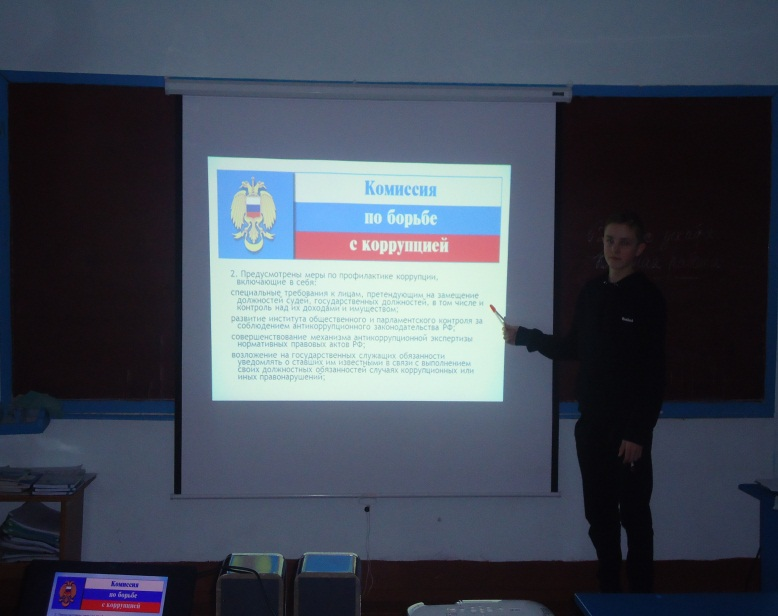 Комиссия
по борьбе
с коррупцией
2. Предусмотрены меры по профилактике коррупции,
включающие в себя:
специальные требования к лицам, претендующим на замещение
должностей судей, государственных должностей, в том числе и
контроль над их доходами и имуществом;
развитие института общественного и парламентского контроля за
соблюдением антикоррупционного законодательства РФ;
совершенствование механизма антикоррупционной экспертизы
нормативных правовых актов РФ;
возложение на государственных служащих обязанности
уведомлять о ставших им известными в связи с выполнением
своих должностных обязанностей случаях коррупционных или
иных правонарушений;
Комиссия
по борьбе
с коррупцией